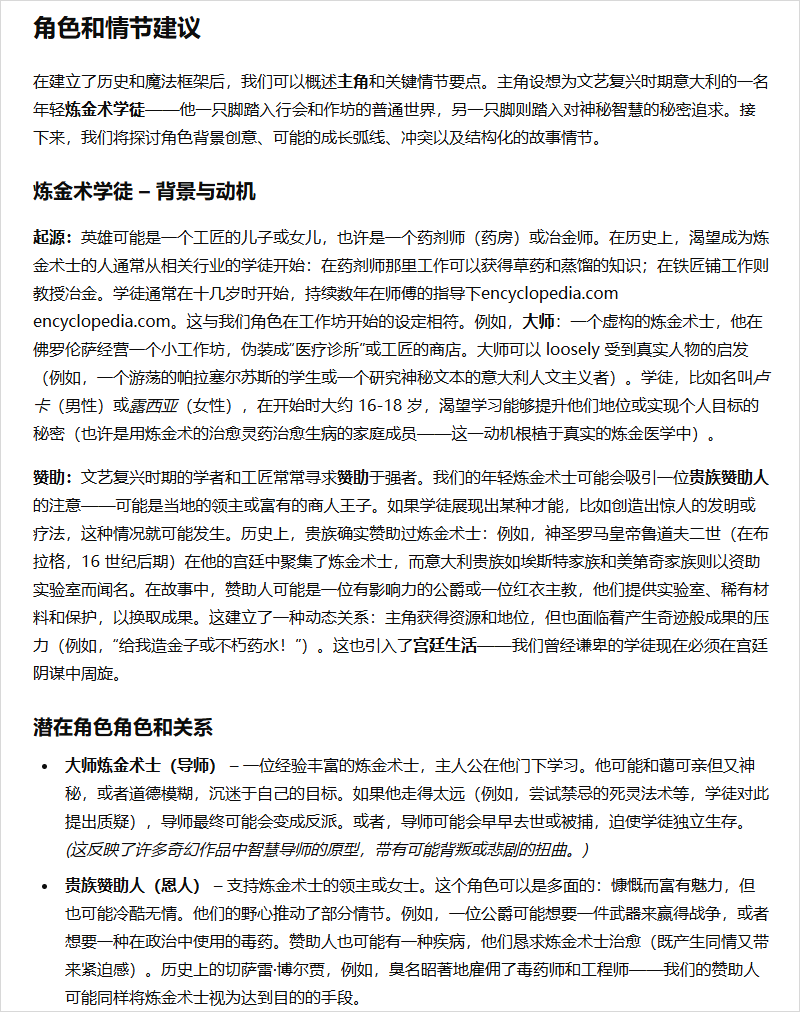 角色和情节建议
在建立了历史和魔法框架后，我们可以概述主角和关键情节要点。主角设想为文艺复兴时期意大利的一名
年轻炼金术学徒——他一只脚踏入行会和作坊的普通世界，另一只脚则踏入对神秘智慧的秘密追求。接
下来，我们将探讨角色背景创意、可能的成长弧线、冲突以及结构化的故事情节。
炼金术学徒 – 背景与动机
起源：英雄可能是一个工匠的儿子或女儿，也许是一个药剂师（药房）或冶金师。在历史上，渴望成为炼
金术士的人通常从相关行业的学徒开始：在药剂师那里工作可以获得草药和蒸馏的知识；在铁匠铺工作则
教授冶金。学徒通常在十几岁时开始，持续数年在师傅的指导下encyclopedia.com
encyclopedia.com。这与我们角色在工作坊开始的设定相符。例如，大师：一个虚构的炼金术士，他在
佛罗伦萨经营一个小工作坊，伪装成“医疗诊所”或工匠的商店。大师可以 loosely 受到真实人物的启发
（例如，一个游荡的帕拉塞尔苏斯的学生或一个研究神秘文本的意大利人文主义者）。学徒，比如名叫卢
卡（男性）或露西亚（女性），在开始时大约 16-18 岁，渴望学习能够提升他们地位或实现个人目标的
秘密（也许是用炼金术的治愈灵药治愈生病的家庭成员——这一动机根植于真实的炼金医学中）。
赞助：文艺复兴时期的学者和工匠常常寻求赞助于强者。我们的年轻炼金术士可能会吸引一位贵族赞助人
的注意——可能是当地的领主或富有的商人王子。如果学徒展现出某种才能，比如创造出惊人的发明或
疗法，这种情况就可能发生。历史上，贵族确实赞助过炼金术士：例如，神圣罗马皇帝鲁道夫二世（在布
拉格，16 世纪后期）在他的宫廷中聚集了炼金术士，而意大利贵族如埃斯特家族和美第奇家族则以资助
实验室而闻名。在故事中，赞助人可能是一位有影响力的公爵或一位红衣主教，他们提供实验室、稀有材
料和保护，以换取成果。这建立了一种动态关系：主角获得资源和地位，但也面临着产生奇迹般成果的压
力（例如，“给我造金子或不朽药水！”）。这也引入了宫廷生活——我们曾经谦卑的学徒现在必须在宫廷
阴谋中周旋。
潜在角色角色和关系
• 大师炼金术士（导师） – 一位经验丰富的炼金术士，主人公在他门下学习。他可能和蔼可亲但又神
秘，或者道德模糊，沉迷于自己的目标。如果他走得太远（例如，尝试禁忌的死灵法术等，学徒对此
提出质疑），导师最终可能会变成反派。或者，导师可能会早早去世或被捕，迫使学徒独立生存。
(这反映了许多奇幻作品中智慧导师的原型，带有可能背叛或悲剧的扭曲。)
• 贵族赞助人（恩人） – 支持炼金术士的领主或女士。这个角色可以是多面的：慷慨而富有魅力，但
也可能冷酷无情。他们的野心推动了部分情节。例如，一位公爵可能想要一件武器来赢得战争，或者
想要一种在政治中使用的毒药。赞助人也可能有一种疾病，他们恳求炼金术士治愈（既产生同情又带
来紧迫感）。历史上的切萨雷·博尔贾，例如，臭名昭著地雇佣了毒药师和工程师——我们的赞助人
可能同样将炼金术士视为达到目的的手段。